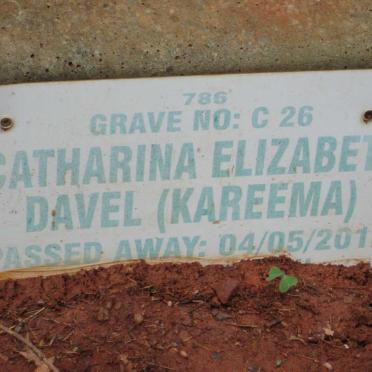 786
GRAVE NO: C 26
CATHARINA ELIZABET
DAVEL (KAREEMA)
PASSED AWAY: 04/05/201